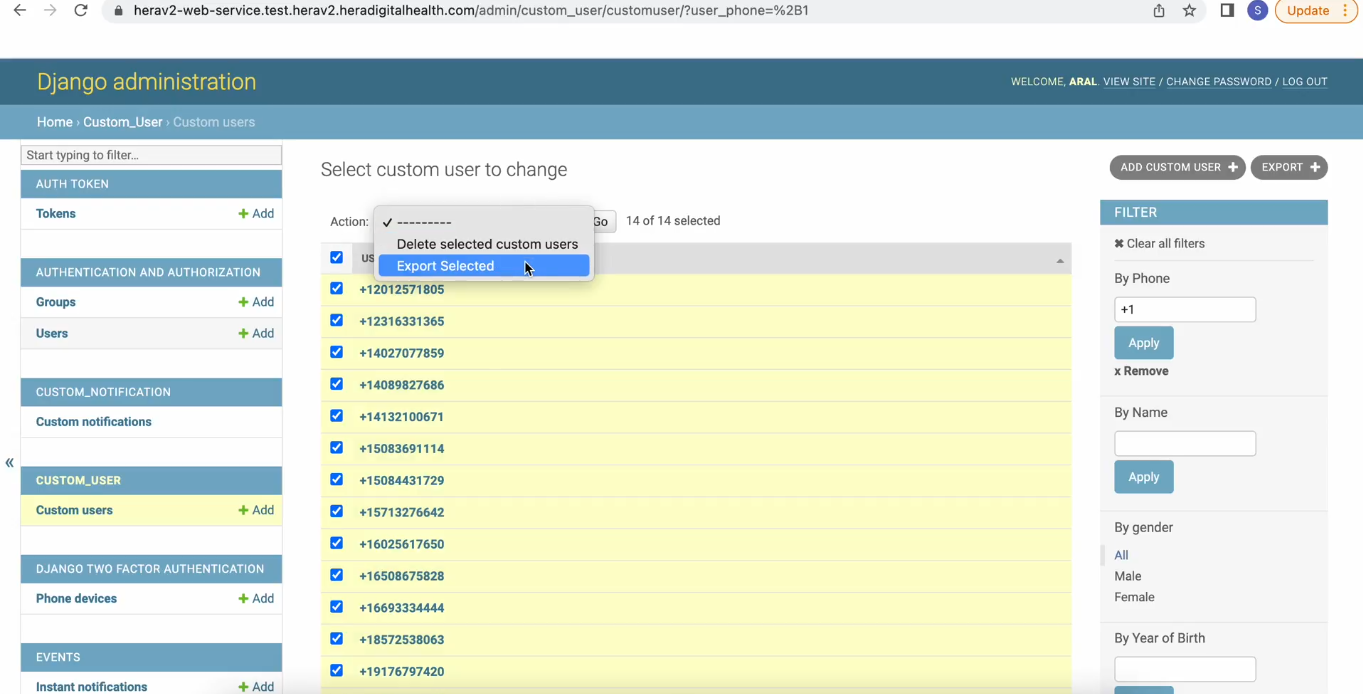 herav2-web-service.test.herav2.heradigitalhealth.com/admin/custom_user/customuser/?user_phone=%2B1
S
Update
Django administration
WELCOME, ARAL. VIEW SITE / CHANGE PASSWORD / LOG OUT
Home › Custom_User › Custom users
Start typing to filter...
AUTH TOKEN
Tokens
+ Add
AUTHENTICATION AND AUTHORIZATION
Groups
+ Add
Users
+ Add
CUSTOM_NOTIFICATION
Custom notifications
«
CUSTOM_USER
Custom users
+ Add
DJANGO TWO FACTOR AUTHENTICATION
Phone devices
+ Add
EVENTS
Instant notifications
+ Add
Select custom user to change
ADD CUSTOM USER +
EXPORT +
Action:
✓ ---------
Delete selected custom users
Export Selected
Go
14 of 14 selected
US
+12012571805
+12316331365
+14027077859
+14089827686
+14132100671
+15083691114
+15084431729
+15713276642
+16025617650
+16508675828
+16693334444
+18572538063
+19176797420
FILTER
✖ Clear all filters
By Phone
+1
Apply
x Remove
By Name
Apply
By gender
All
Male
Female
By Year of Birth